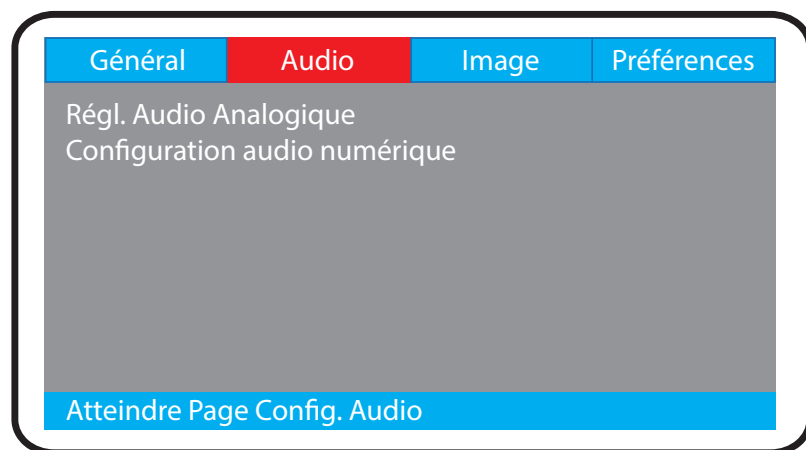 Général Audio Image Préférences
Régl. Audio Analogique
Configuration audio numérique
Atteindre Page Config. Audio